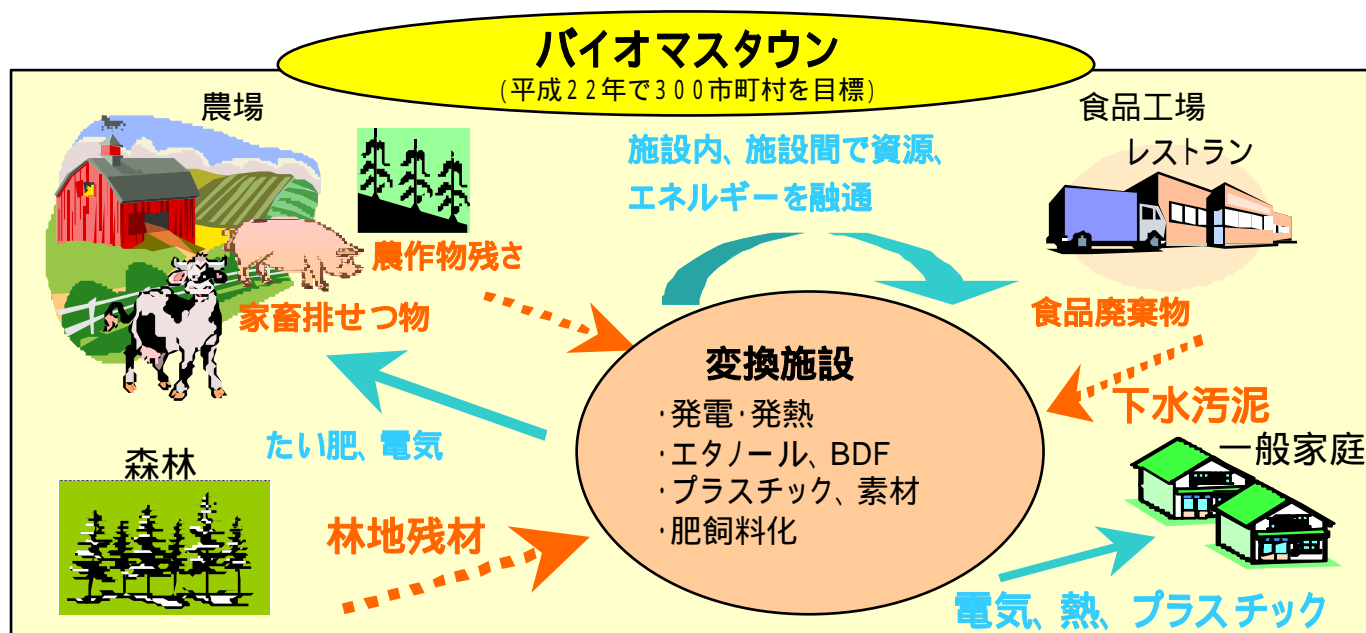 バイオマスタウン
(平成22年で300市町村を目標)
農場
食品工場
レストラン
施設内、施設間で資源、
エネルギーを融通
農作物残さ
家畜排せつ物
食品廃棄物
変換施設
・発電・発熱
・エタノール、BDF
・プラスチック、素材
・肥飼料化
下水汚泥
一般家庭
たい肥、電気
森林
林地残材
電気、熱、プラスチック